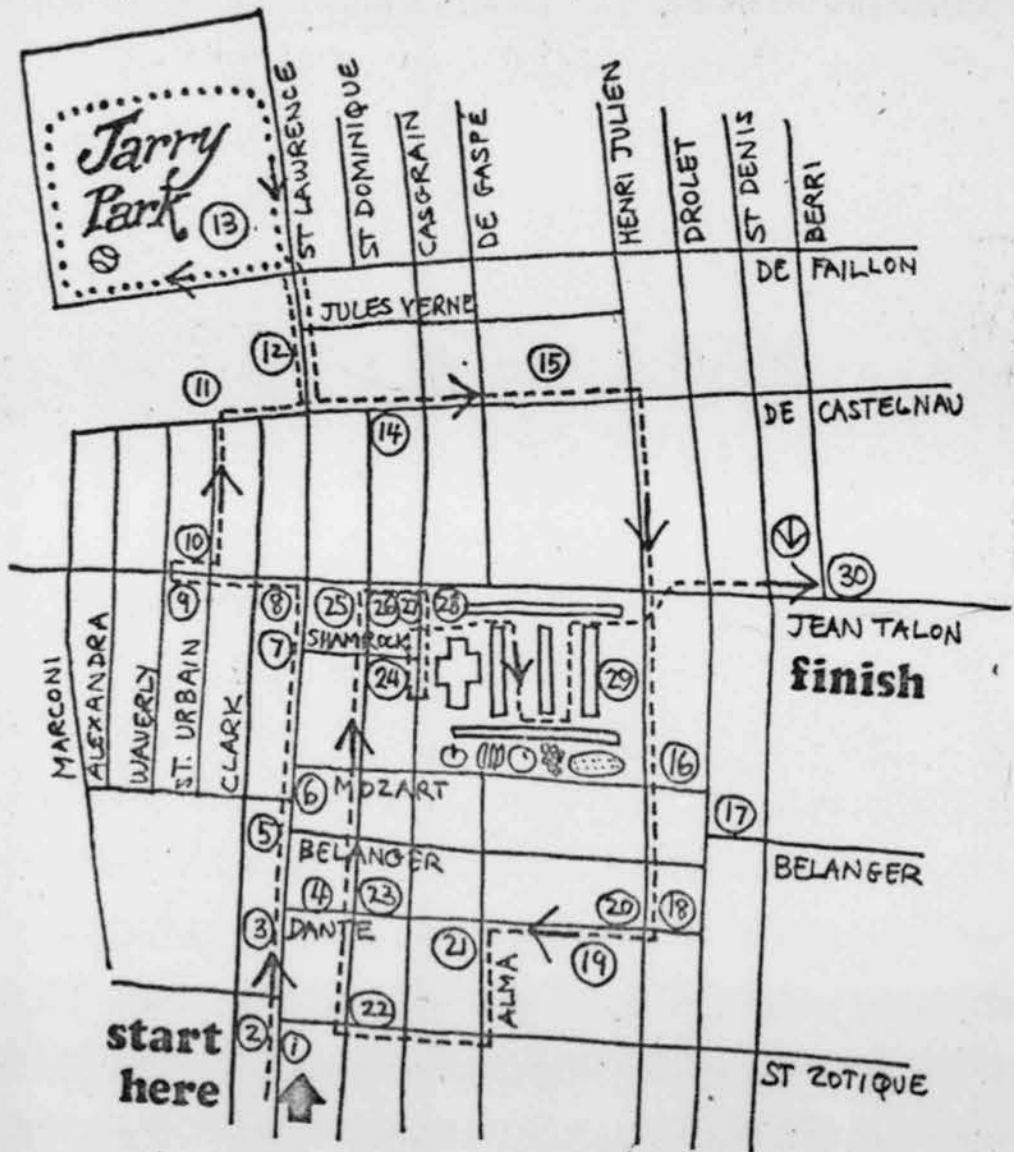 Jarry
Park
13
ST LAWRENCE
ST DOMINIQUE
CASGRAIN
DE GASPE
HENRI JULIEN
DROLET
ST DENIS
BERRI
DE FAILLON
JULES VERNE
12
11
15
DE CASTELNAU
14
10
9
8
25
26
27
28
30
7
SHAMROCK
24
29
JEAN TALON
finish
MARCONI
ALEXANDRA
WAVERLY
ST. URBAIN
CLARK
6
MOZART
16
17
5
BELANGER
BELANGER
4
23
20
18
3
DANTE
21
19
ALMA
22
start
here
2
1
ST ZOTIQUE